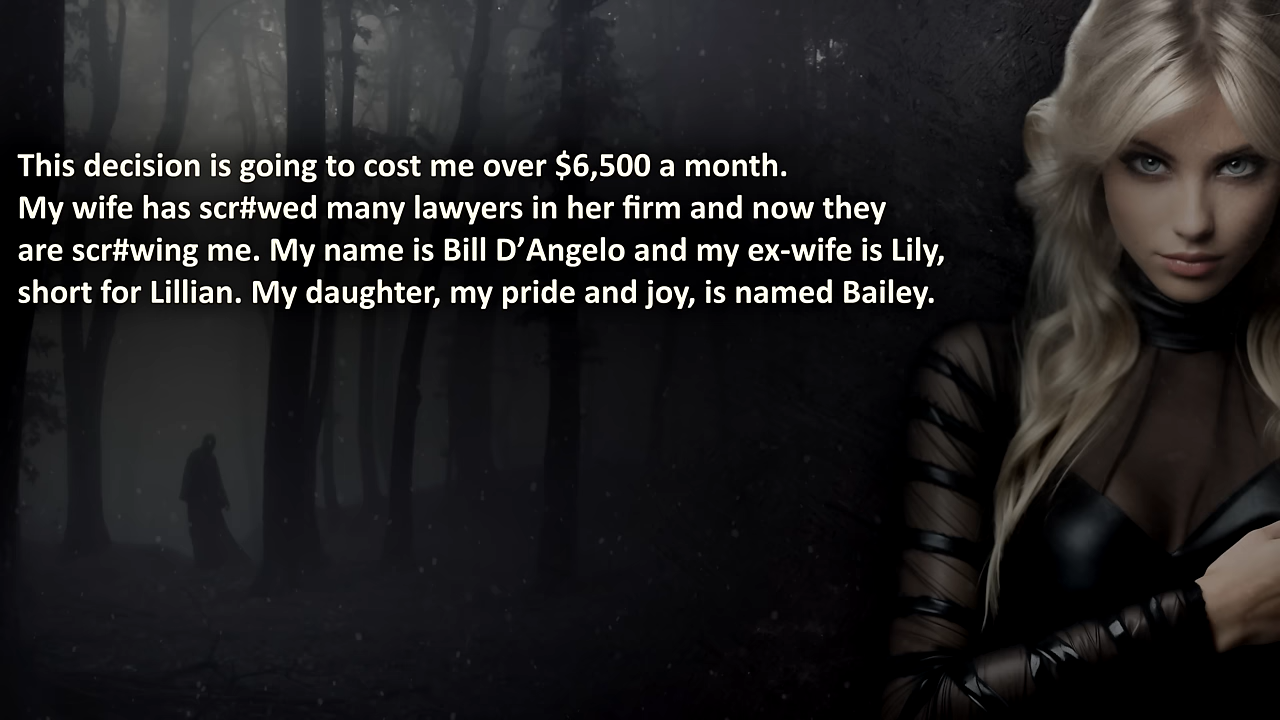 This decision is going to cost me over $6,500 a month.
My wife has scr#wed many lawyers in her firm and now they
are scr#wing me. My name is Bill D’Angelo and my ex-wife is Lily,
short for Lillian. My daughter, my pride and joy, is named Bailey.